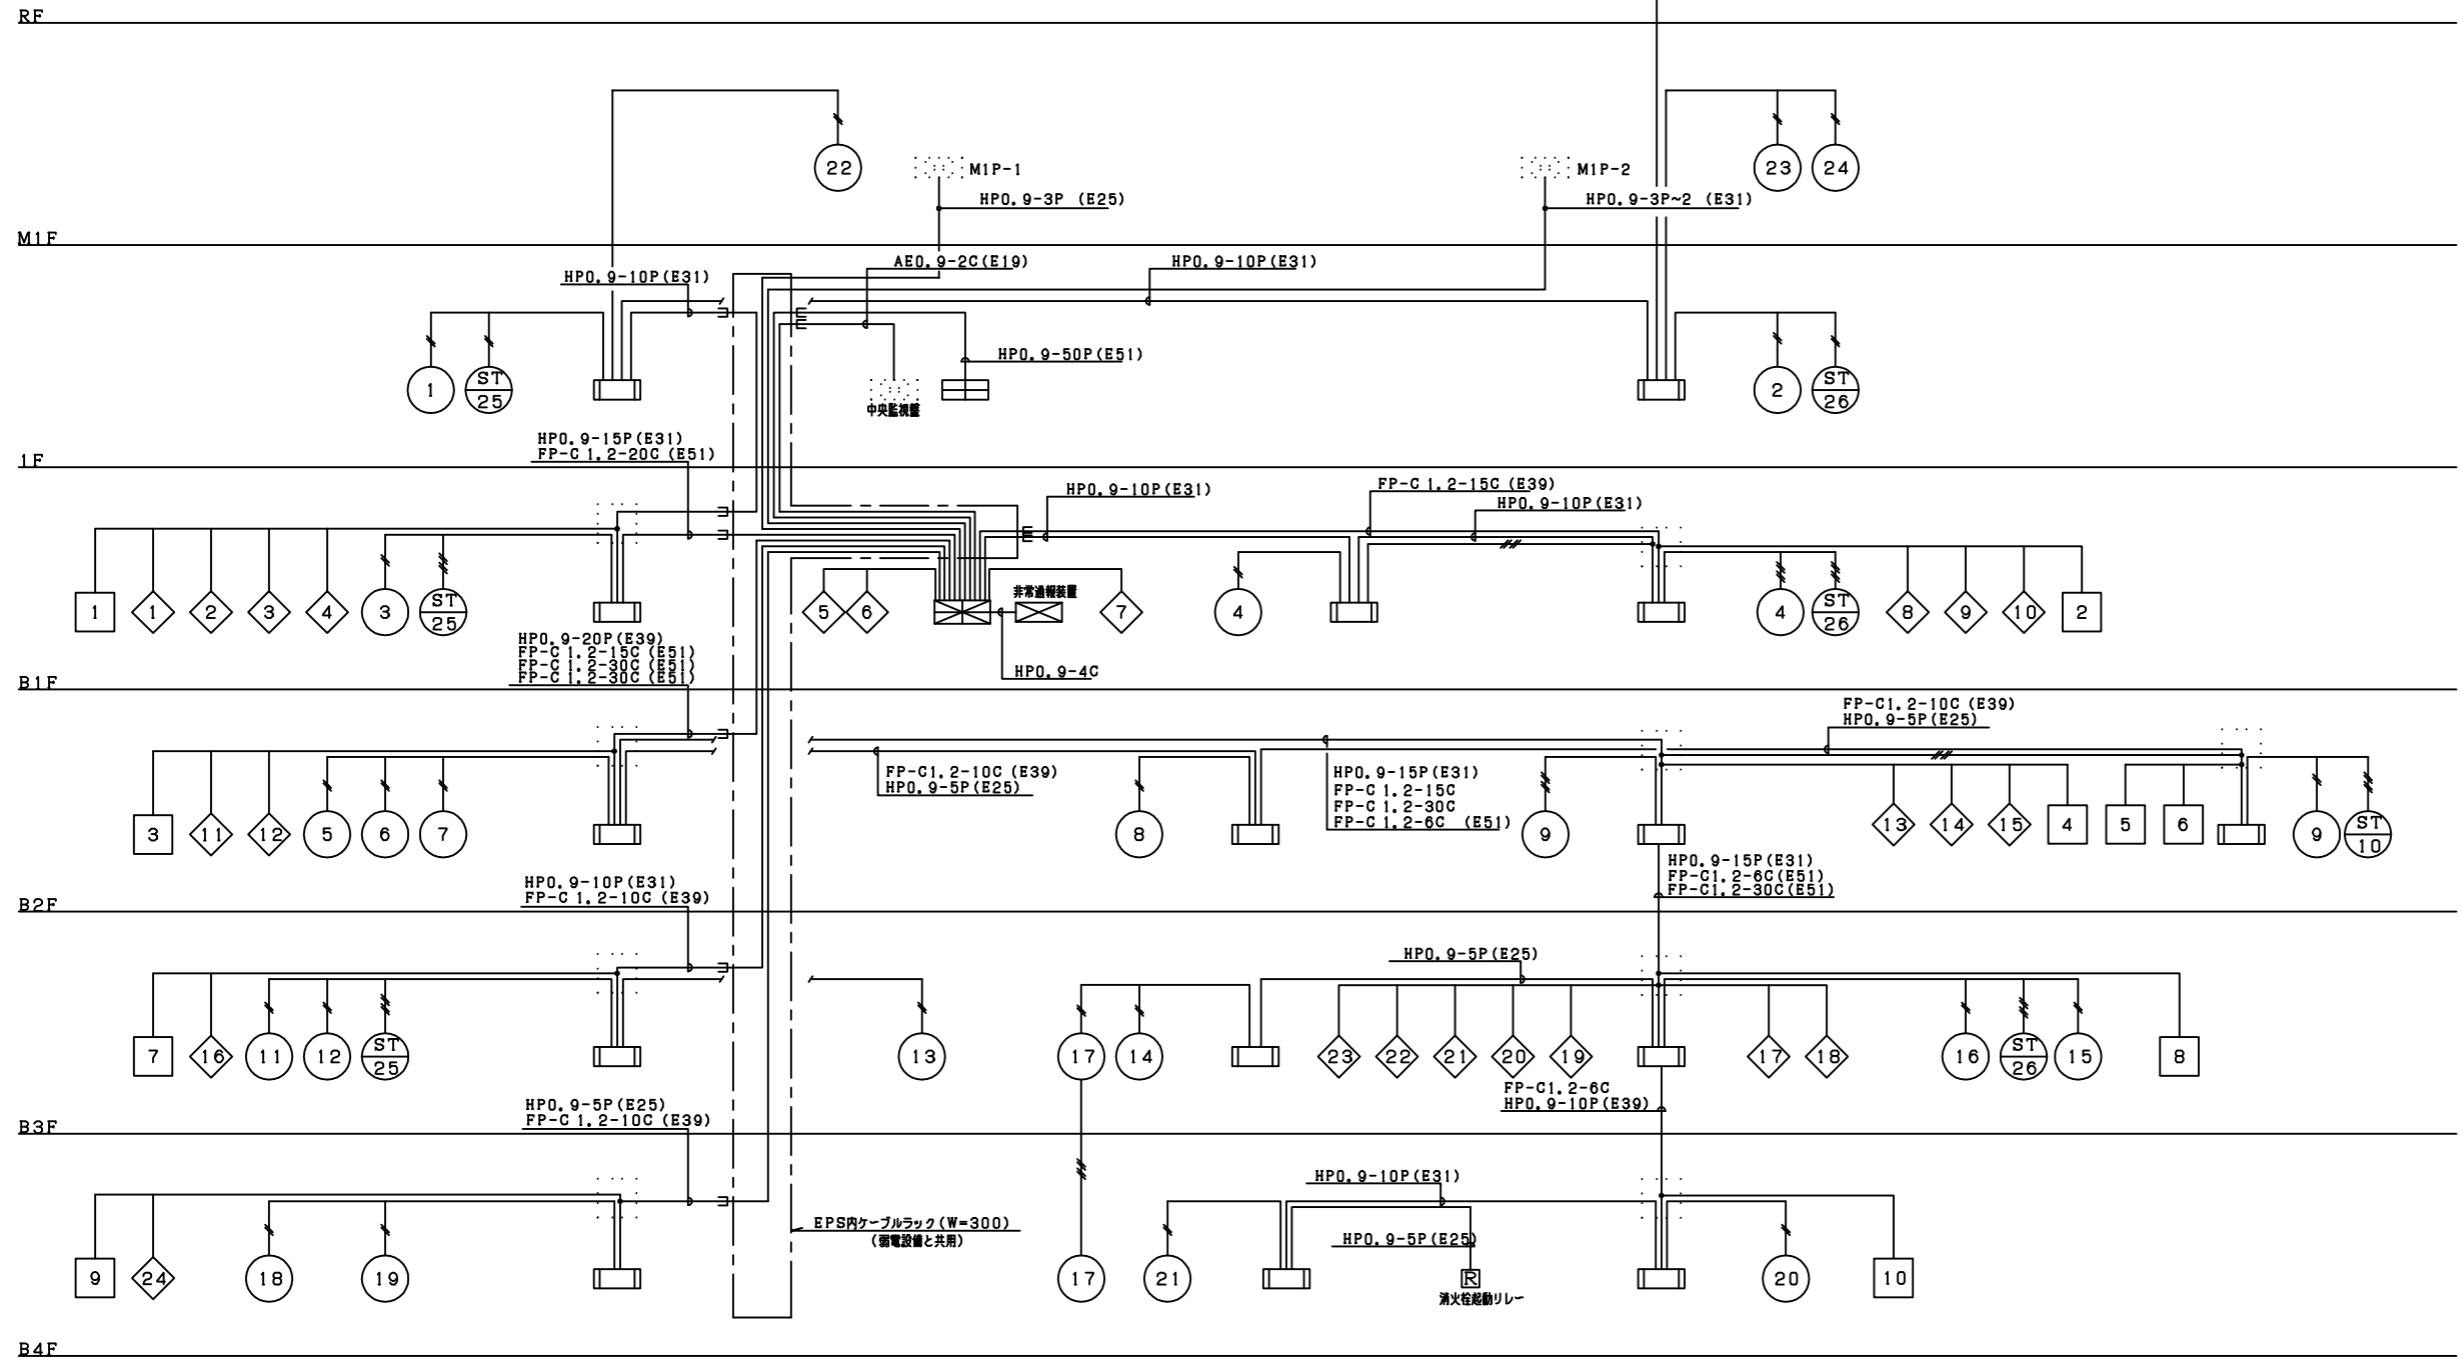 RF
22
M1P-1
HP0.9-3P (E25)
M1P-2
HP0.9-3P~2 (E31)
23
24
M1F
HP0.9-10P(E31)
AE0.9-2C(E19)
HP0.9-10P(E31)
HP0.9-50P(E51)
1
ST
25
中央監視盤
2
ST
26
HP0.9-15P(E31)
FP-C1.2-20C(E51)
1F
HP0.9-10P(E31)
FP-C1.2-15C(E39)
HP0.9-10P(E31)
1
1
2
3
4
3
ST
25
5
6
非常通報装置
7
4
4
ST
26
8
9
10
2
HP0.9-4C
HP0.9-20P(E39)
FP-C1.2-15C(E51)
FP-C1.2-30C(E51)
FP-C1.2-30C(E51)
B1F
FP-C1.2-10C(E39)
HP0.9-5P(E25)
FP-C1.2-10C(E39)
HP0.9-5P(E25)
HP0.9-15P(E31)
FP-C1.2-15C
FP-C1.2-30C
FP-C1.2-6C (E51)
3
11
12
5
6
7
8
9
13
14
15
4
5
6
9
ST
10
HP0.9-15P(E31)
FP-C1.2-6C(E51)
FP-C1.2-30C(E51)
HP0.9-10P(E31)
FP-C1.2-10C(E39)
B2F
HP0.9-5P(E25)
7
16
11
12
ST
25
13
17
14
23
22
21
20
19
17
18
16
ST
26
15
8
FP-C1.2-6C
HP0.9-10P(E39)
HP0.9-5P(E25)
FP-C1.2-10C(E39)
B3F
HP0.9-10P(E31)
EPS内ケーブルラック(W=300)
(弱電設備と共用)
HP0.9-5P(E25)
9
24
18
19
17
21
R
消火栓起動リレー
20
10
B4F